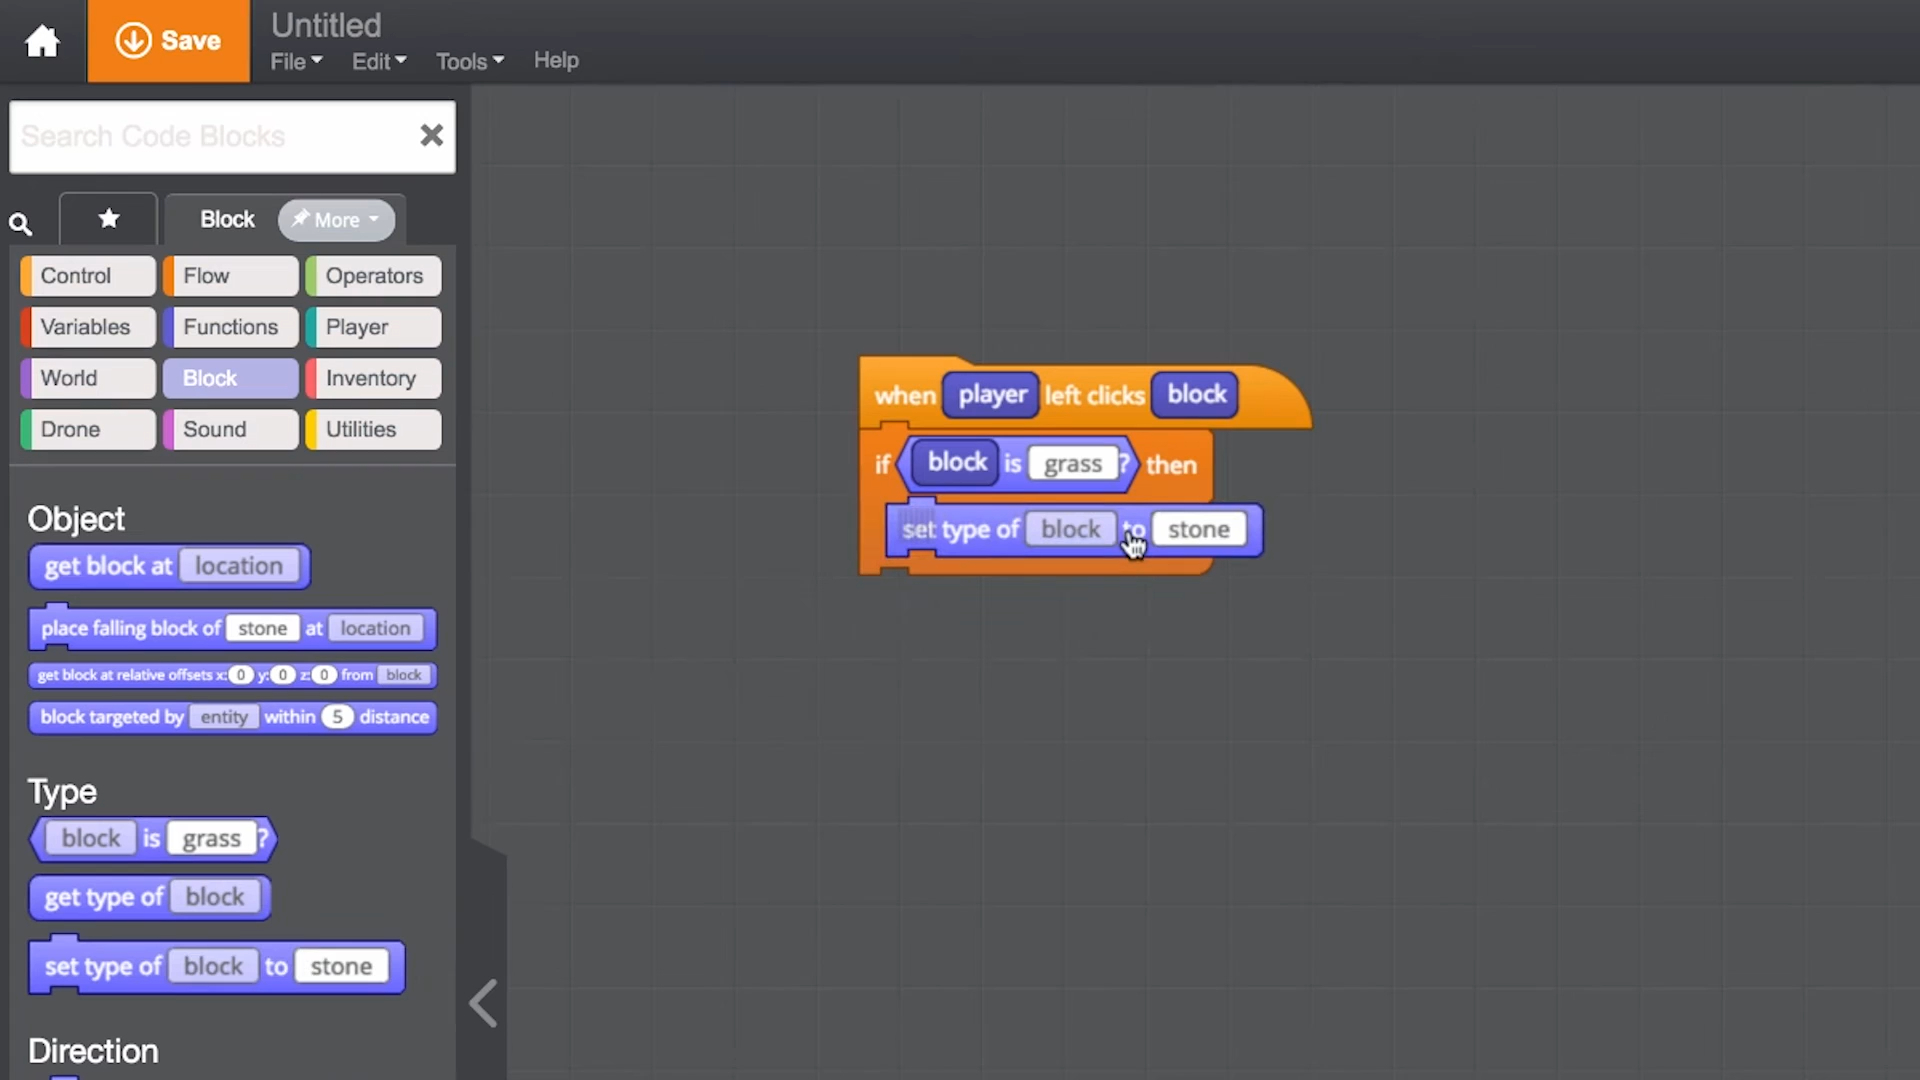 Save
Untitled
File Edit Tools Help
Search Code Blocks
Block More
Control Flow Operators
Variables Functions Player
World Block Inventory
Drone Sound Utilities
Object
get block at location
place falling block of stone at location
get block at relative offsets x: 0 y: 0 z: 0 from block
block targeted by entity within 5 distance
Type
block is grass ?
get type of block
set type of block to stone
Direction
when player left clicks block
if block is grass ? then
set type of block to stone